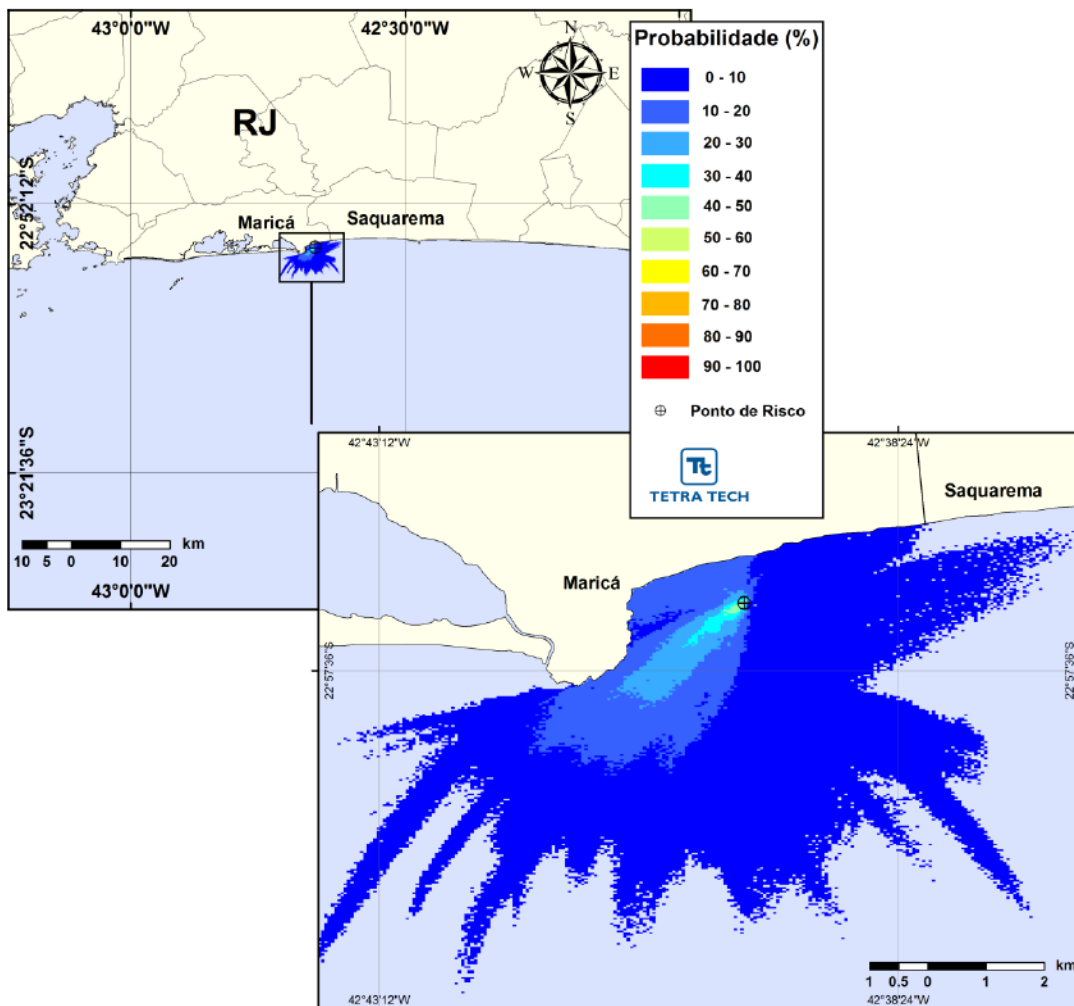 43°0'0"W
42°30'0"W
N
W
E
S
RJ
22°52'12"S
Maricá
Saquarema
23°21'36"S
10 5 0 10 20 km
43°0'0"W
Probabilidade (%)
0 - 10
10 - 20
20 - 30
30 - 40
40 - 50
50 - 60
60 - 70
70 - 80
80 - 90
90 - 100
Ponto de Risco
Tt
TETRA TECH
42°43'12"W
42°38'24"W
Saquarema
Maricá
22°57'36"S
22°57'36"S
1 0.5 0 1 2 km
42°43'12"W
42°38'24"W